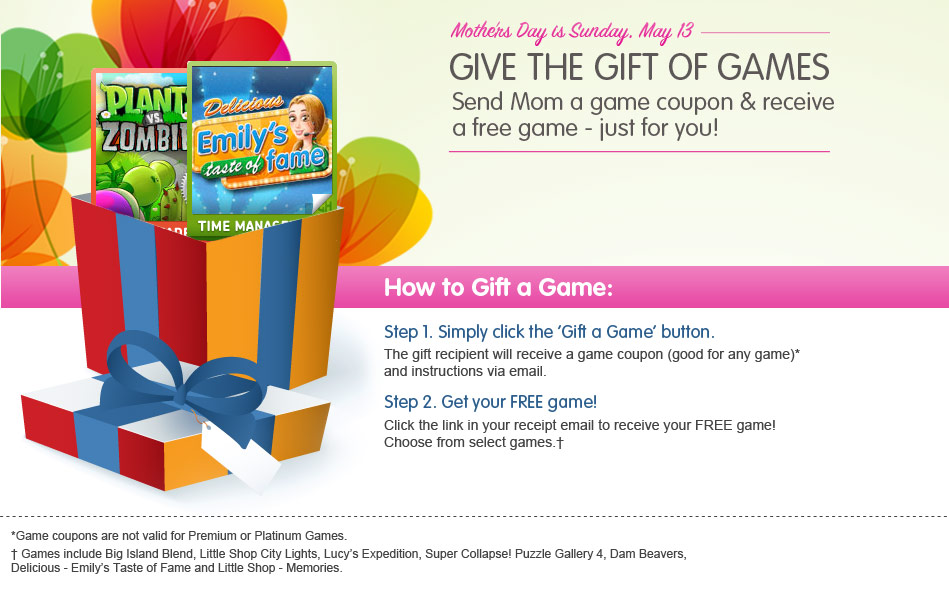 Mother's Day is Sunday, May 13
GIVE THE GIFT OF GAMES
Send Mom a game coupon & receive
a free game - just for you!
PLANTS
VS.
Delicious
Emily's
taste of fame
TIME
How to Gift a Game:
Step 1. Simply click the 'Gift a Game' button.
The gift recipient will receive a game coupon (good for any game)*
and instructions via email.
Step 2. Get your FREE game!
Click the link in your receipt email to receive your FREE game!
Choose from select games.†
*Game coupons are not valid for Premium or Platinum Games.
† Games include Big Island Blend, Little Shop City Lights, Lucy's Expedition, Super Collapse! Puzzle Gallery 4, Dam Beavers,
Delicious - Emily's Taste of Fame and Little Shop - Memories.